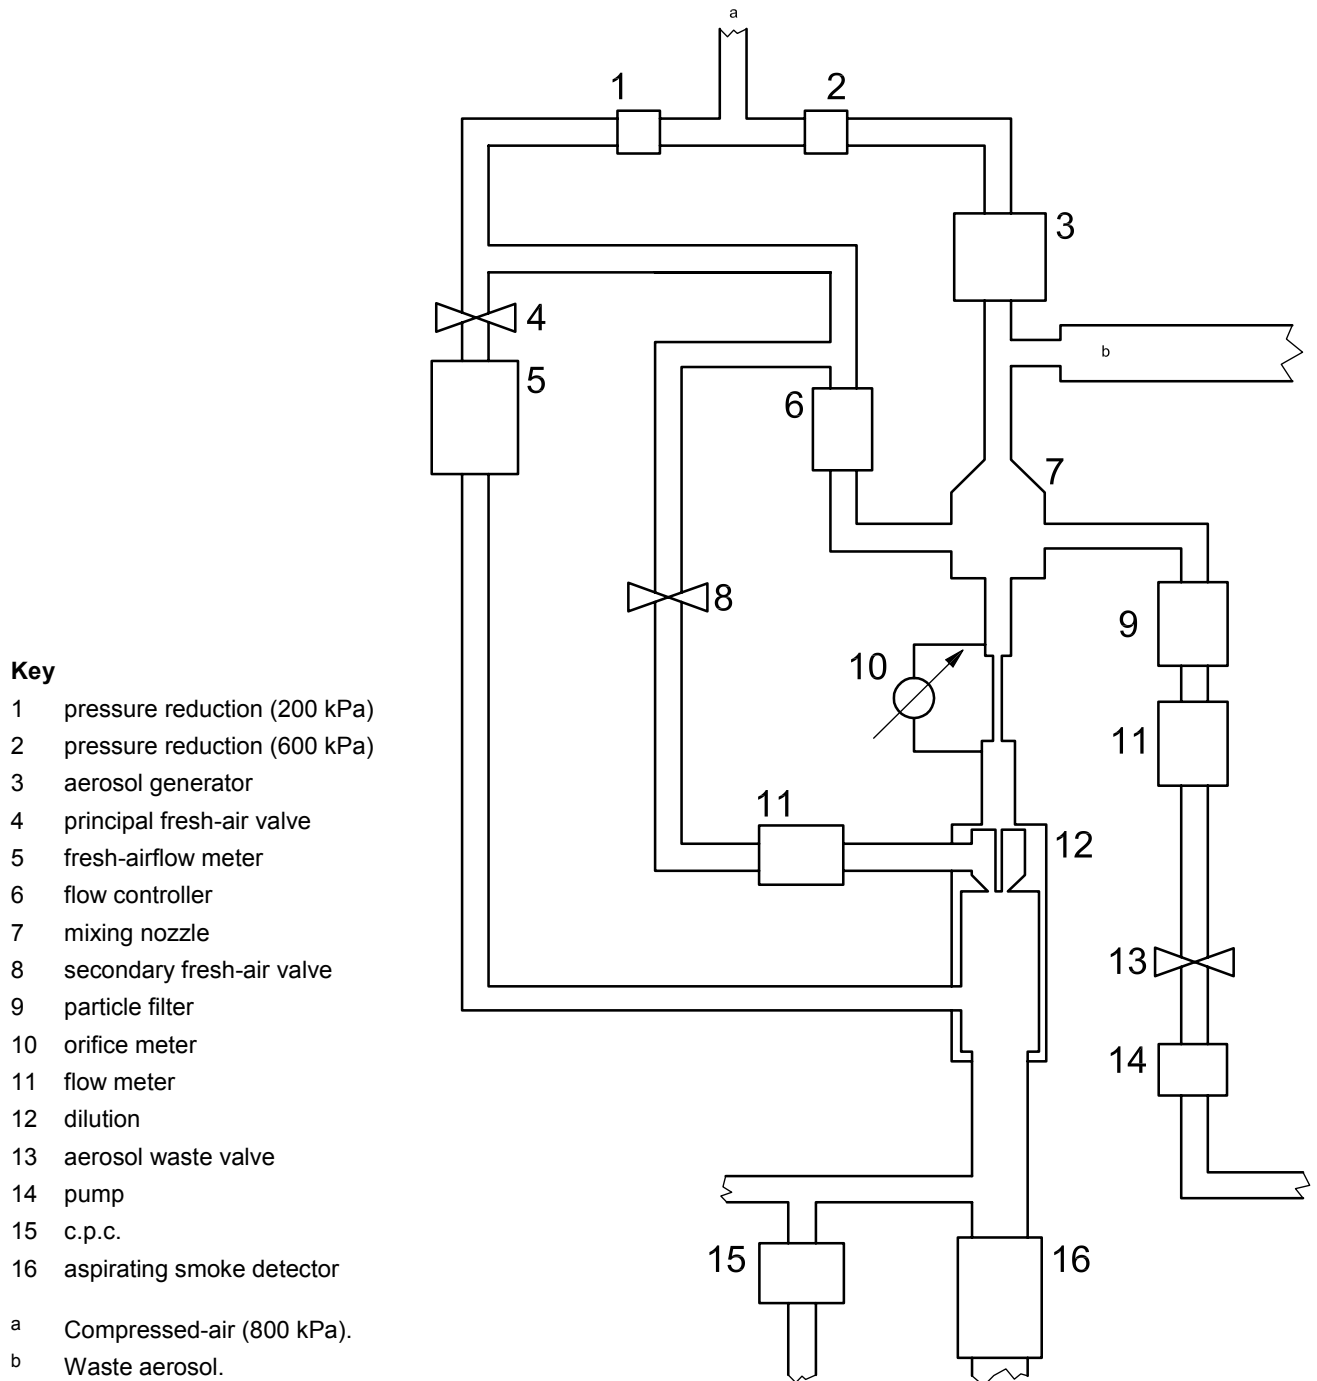 a
1
2
3
4
b
5
6
7
8
9
10
11
11
12
13
14
15
16
Key
1 pressure reduction (200 kPa)
2 pressure reduction (600 kPa)
3 aerosol generator
4 principal fresh-air valve
5 fresh-airflow meter
6 flow controller
7 mixing nozzle
8 secondary fresh-air valve
9 particle filter
10 orifice meter
11 flow meter
12 dilution
13 aerosol waste valve
14 pump
15 c.p.c.
16 aspirating smoke detector
a Compressed-air (800 kPa).
b Waste aerosol.